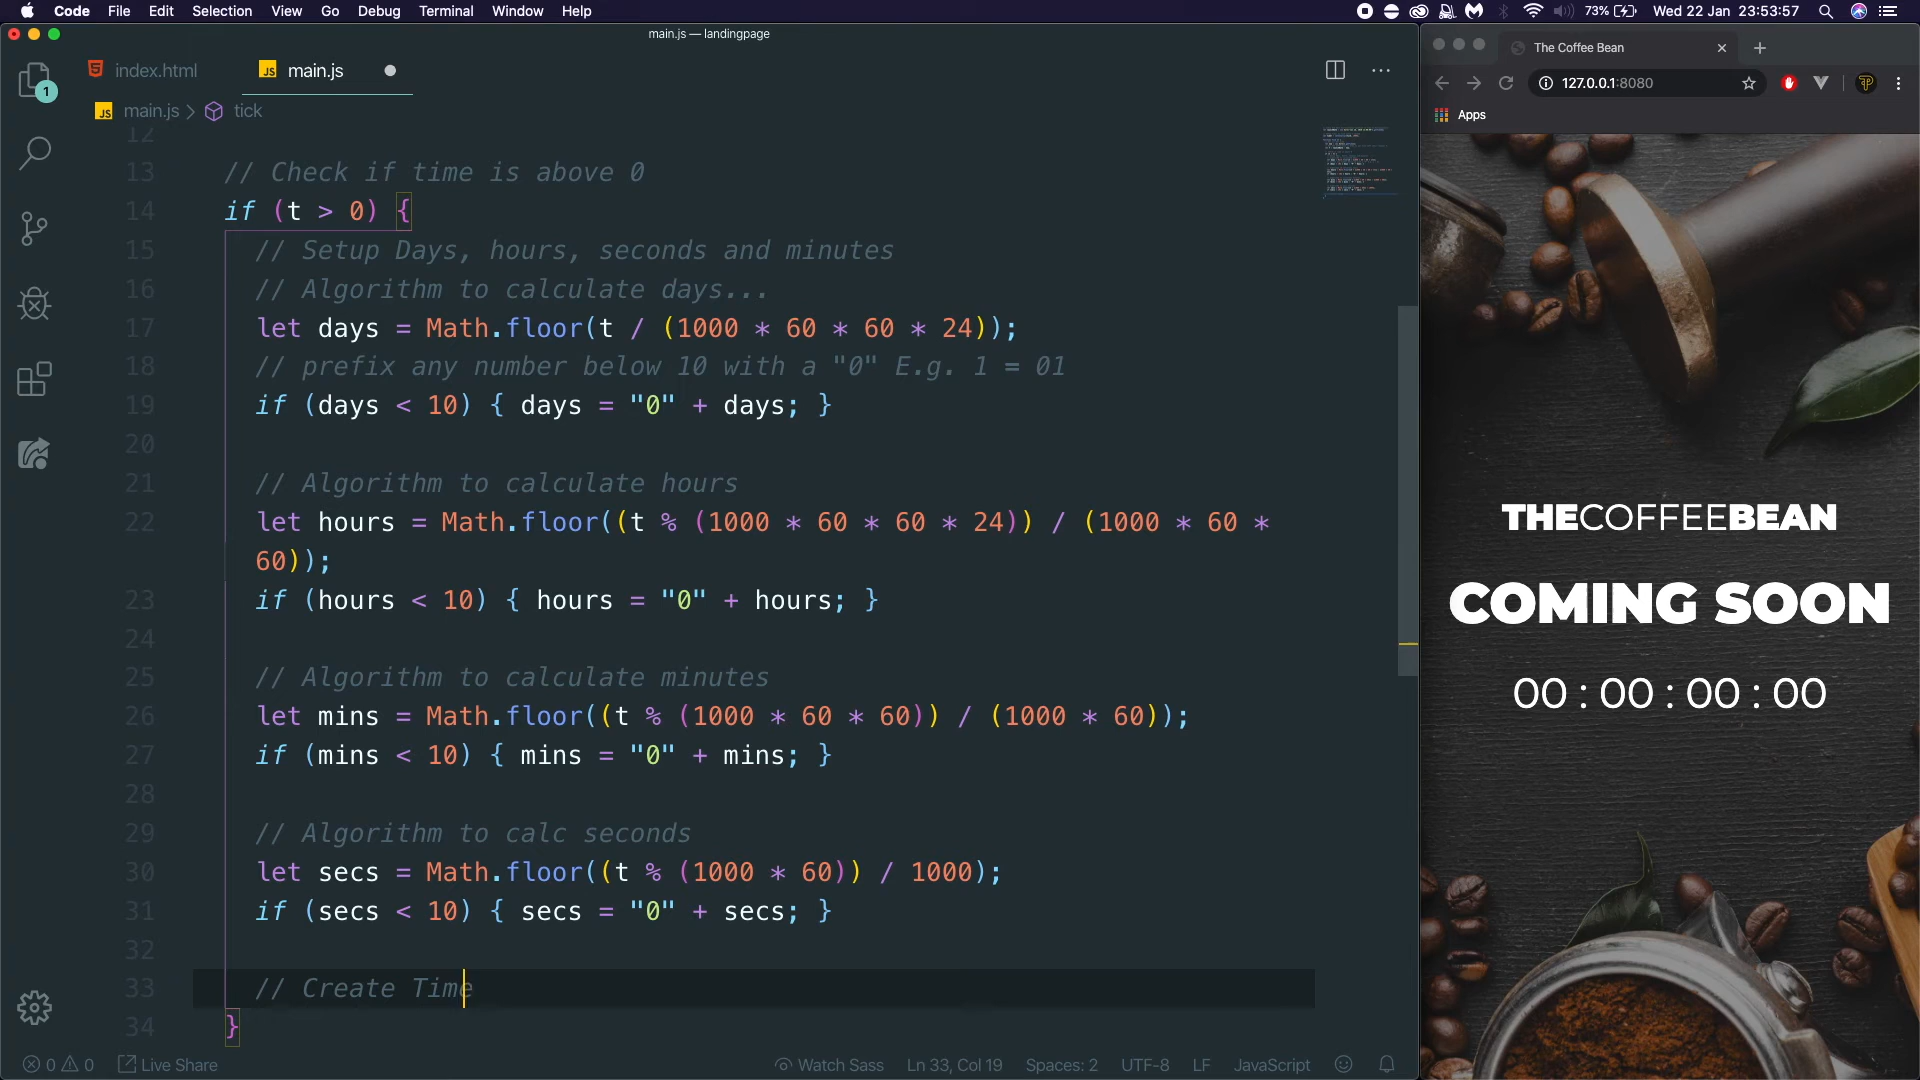 Code File Edit Selection View Go Debug Terminal Window Help 73% Wed 22 Jan 23:53:57
main.js — landingpage
index.html
JS main.js
JS main.js > tick
1
12
13 // Check if time is above 0
14 if (t > 0) {
15 // Setup Days, hours, seconds and minutes
16 // Algorithm to calculate days...
17 let days = Math.floor(t / (1000 * 60 * 60 * 24));
18 // prefix any number below 10 with a "0" E.g. 1 = 01
19 if (days < 10) { days = "0" + days; }
20
21 // Algorithm to calculate hours
22 let hours = Math.floor((t % (1000 * 60 * 60 * 24)) / (1000 * 60 *
60));
23 if (hours < 10) { hours = "0" + hours; }
24
25 // Algorithm to calculate minutes
26 let mins = Math.floor((t % (1000 * 60 * 60)) / (1000 * 60));
27 if (mins < 10) { mins = "0" + mins; }
28
29 // Algorithm to calc seconds
30 let secs = Math.floor((t % (1000 * 60)) / 1000);
31 if (secs < 10) { secs = "0" + secs; }
32
33 // Create Time
34 }
0 0 Live Share Watch Sass Ln 33, Col 19 Spaces: 2 UTF-8 LF JavaScript
The Coffee Bean
127.0.0.1:8080
Apps
THECOFFEEBEAN
COMING SOON
00 : 00 : 00 : 00